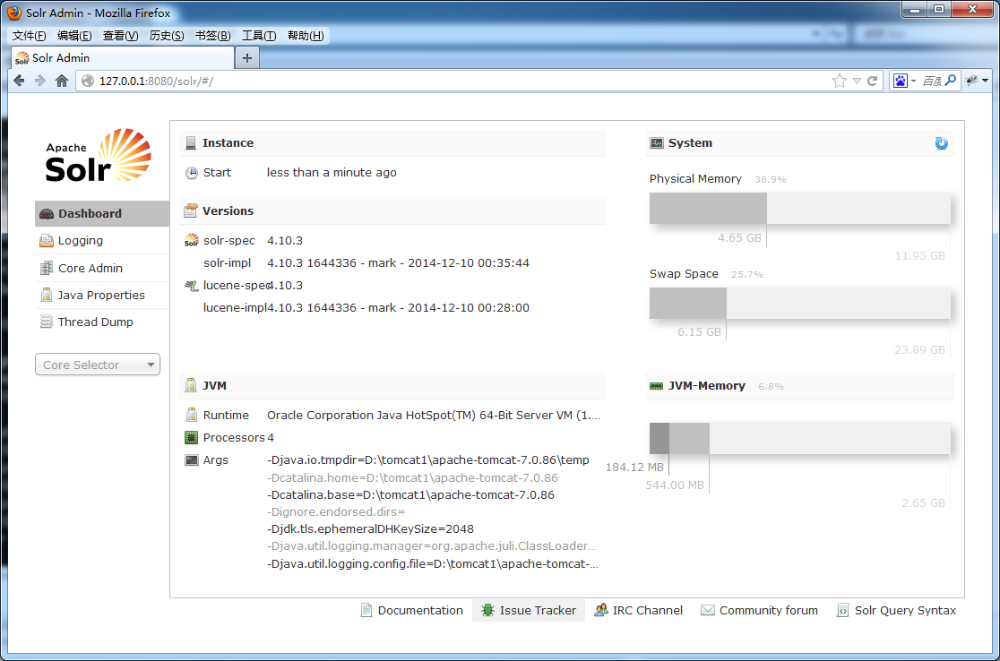 Solr Admin - Mozilla Firefox
文件(F) 编辑(E) 查看(V) 历史(S) 书签(B) 工具(T) 帮助(H)
Solr Solr Admin
127.0.0.1:8080/solr/#/
百度
Apache
Solr
Dashboard
Logging
Core Admin
Java Properties
Thread Dump
Core Selector
Instance
Start less than a minute ago
Versions
Solr solr-spec 4.10.3
solr-impl 4.10.3 1644336 - mark - 2014-12-10 00:35:44
lucene-spec 4.10.3
lucene-impl 4.10.3 1644336 - mark - 2014-12-10 00:28:00
JVM
Runtime Oracle Corporation Java HotSpot(TM) 64-Bit Server VM (1....
Processors 4
Args -Djava.io.tmpdir=D:\tomcat1\apache-tomcat-7.0.86\temp
-Dcatalina.home=D:\tomcat1\apache-tomcat-7.0.86
-Dcatalina.base=D:\tomcat1\apache-tomcat-7.0.86
-Dignore.endorsed.dirs=
-Djdk.tls.ephemeralDHKeySize=2048
-Djava.util.logging.manager=org.apache.juli.ClassLoader...
-Djava.util.logging.config.file=D:\tomcat1\apache-tomcat-...
System
Physical Memory 38.9%
4.65 GB
11.95 GB
Swap Space 25.7%
6.15 GB
23.89 GB
JVM-Memory 6.8%
184.12 MB
544.00 MB
2.65 GB
Documentation Issue Tracker IRC Channel Community forum Solr Query Syntax